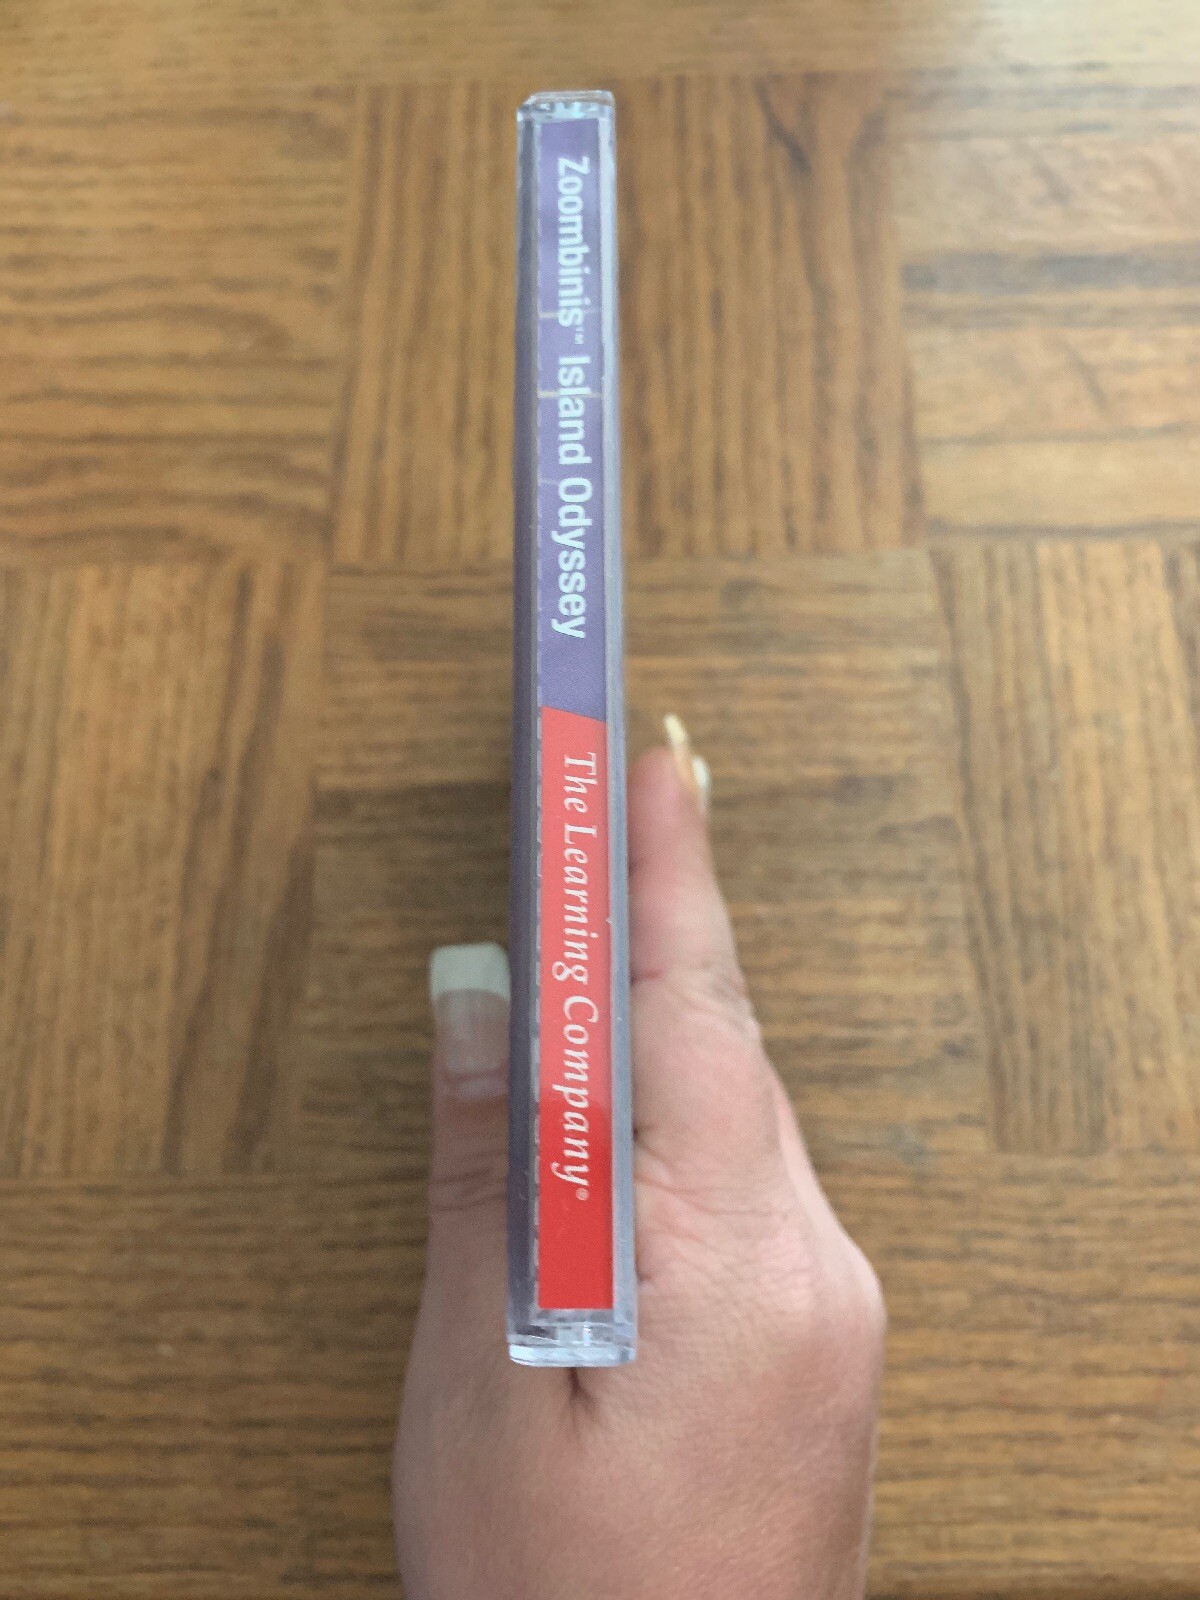 Zoombinis™ Island Odyssey
The Learning Company®